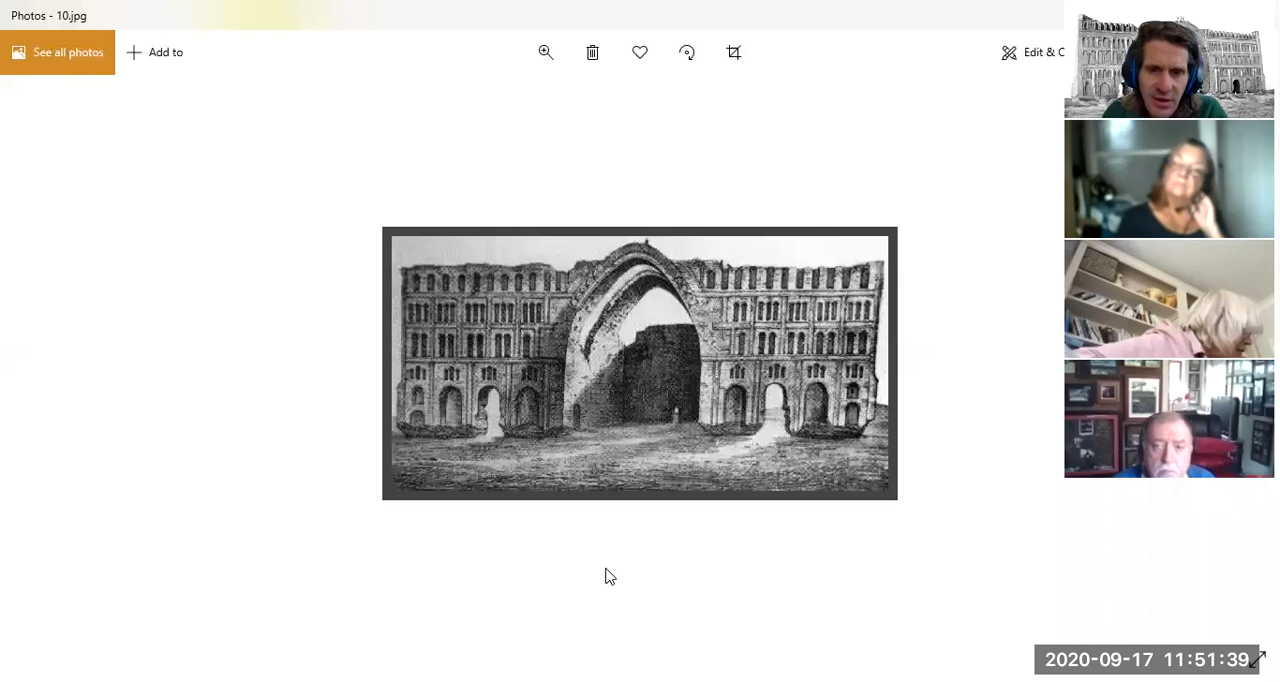 Photos - 10.jpg
See all photos
Add to
Edit & C
2020-09-17 11:51:39